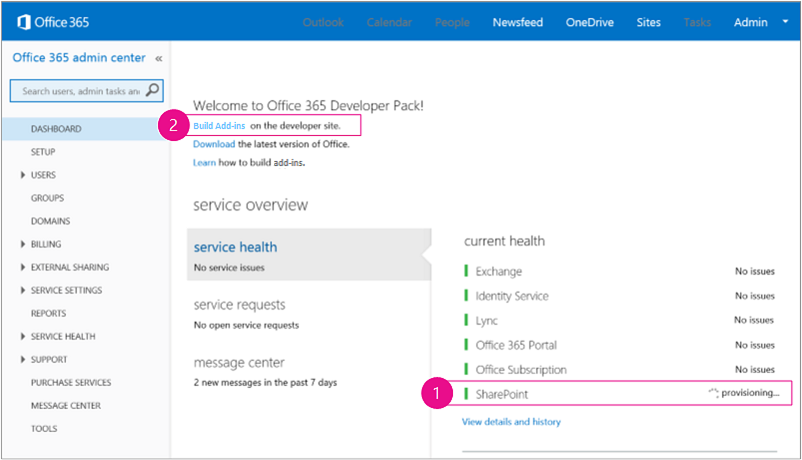 Office 365
Outlook Calendar People Newsfeed OneDrive Sites Tasks Admin
Office 365 admin center «
Search users, admin tasks and
DASHBOARD
SETUP
USERS
GROUPS
DOMAINS
BILLING
EXTERNAL SHARING
SERVICE SETTINGS
REPORTS
SERVICE HEALTH
SUPPORT
PURCHASE SERVICES
MESSAGE CENTER
TOOLS
Welcome to Office 365 Developer Pack!
2 Build Add-ins on the developer site.
Download the latest version of Office.
Learn how to build add-ins.
service overview
service health
No service issues
service requests
No open service requests
message center
2 new messages in the past 7 days
current health
Exchange No issues
Identity Service No issues
Lync No issues
Office 365 Portal No issues
Office Subscription No issues
1 SharePoint provisioning...
View details and history